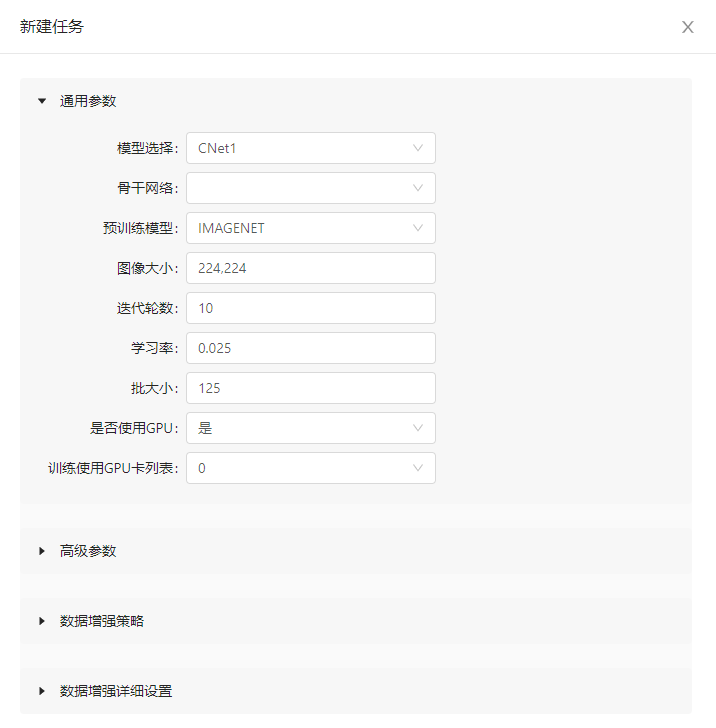 新建任务
通用参数
模型选择: CNet1
骨干网络:
预训练模型: IMAGENET
图像大小: 224,224
迭代轮数: 10
学习率: 0.025
批大小: 125
是否使用GPU: 是
训练使用GPU卡列表: 0
高级参数
数据增强策略
数据增强详细设置